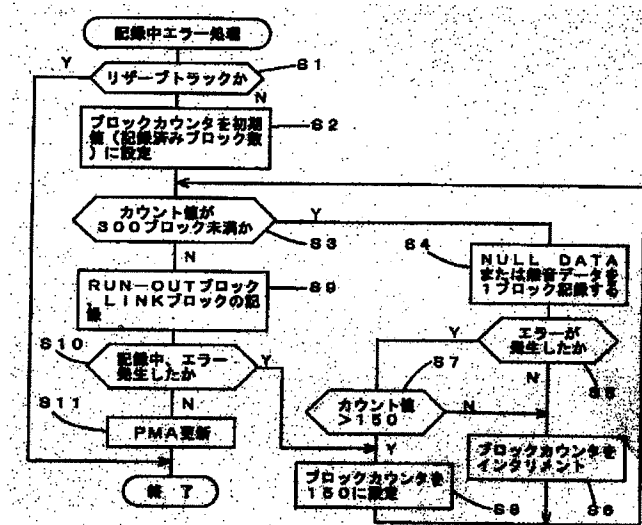 記録中エラー処理
Y
リザーブトラックか
S1
N
ブロックカウンタを初期
値(記録済みブロック数
)に設定
S2
カウント値が
300ブロック未満か
Y
S3
S4
NULL DATA
または無音データを
1ブロック記録する
N
RUN-OUTブロック
、LINKブロックの記
録
S9
Y
エラーが
発生したか
S5
S10
記録中、エラー
発生したか
Y
S7
N
カウント値
>150
N
N
S11
PMA更新
Y
ブロックカウンタを
インクリメント
S6
終了
ブロックカウンタを
150に設定
S8